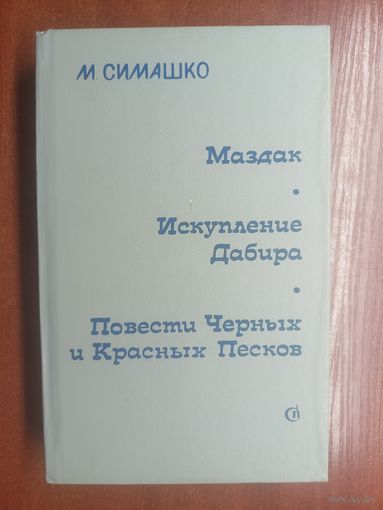 М. СИМАШКО
Маздак
•
Искупление
Дабира
•
Повести Черных
и Красных Песков